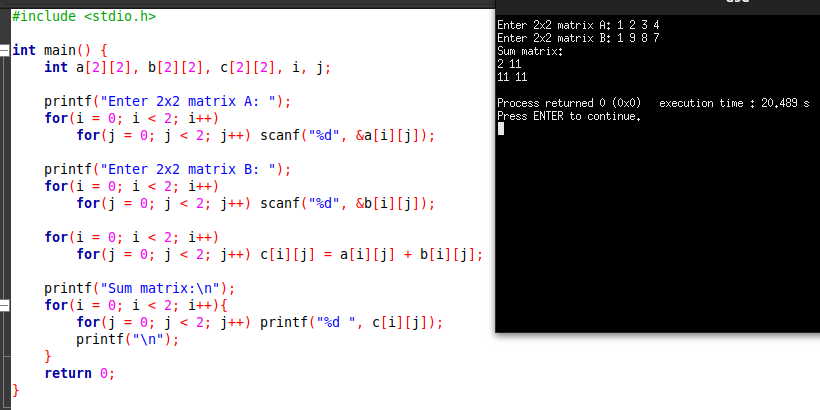 #include <stdio.h>
int main() {
    int a[2][2], b[2][2], c[2][2], i, j;
    printf("Enter 2x2 matrix A: ");
    for(i = 0; i < 2; i++)
        for(j = 0; j < 2; j++) scanf("%d", &a[i][j]);
    printf("Enter 2x2 matrix B: ");
    for(i = 0; i < 2; i++)
        for(j = 0; j < 2; j++) scanf("%d", &b[i][j]);
    for(i = 0; i < 2; i++)
        for(j = 0; j < 2; j++) c[i][j] = a[i][j] + b[i][j];
    printf("Sum matrix:\n");
    for(i = 0; i < 2; i++){
        for(j = 0; j < 2; j++) printf("%d ", c[i][j]);
        printf("\n");
    }
    return 0;
}
Enter 2x2 matrix A: 1 2 3 4
Enter 2x2 matrix B: 1 9 8 7
Sum matrix:
2 11
11 11
Process returned 0 (0x0)   execution time : 20.489 s
Press ENTER to continue.